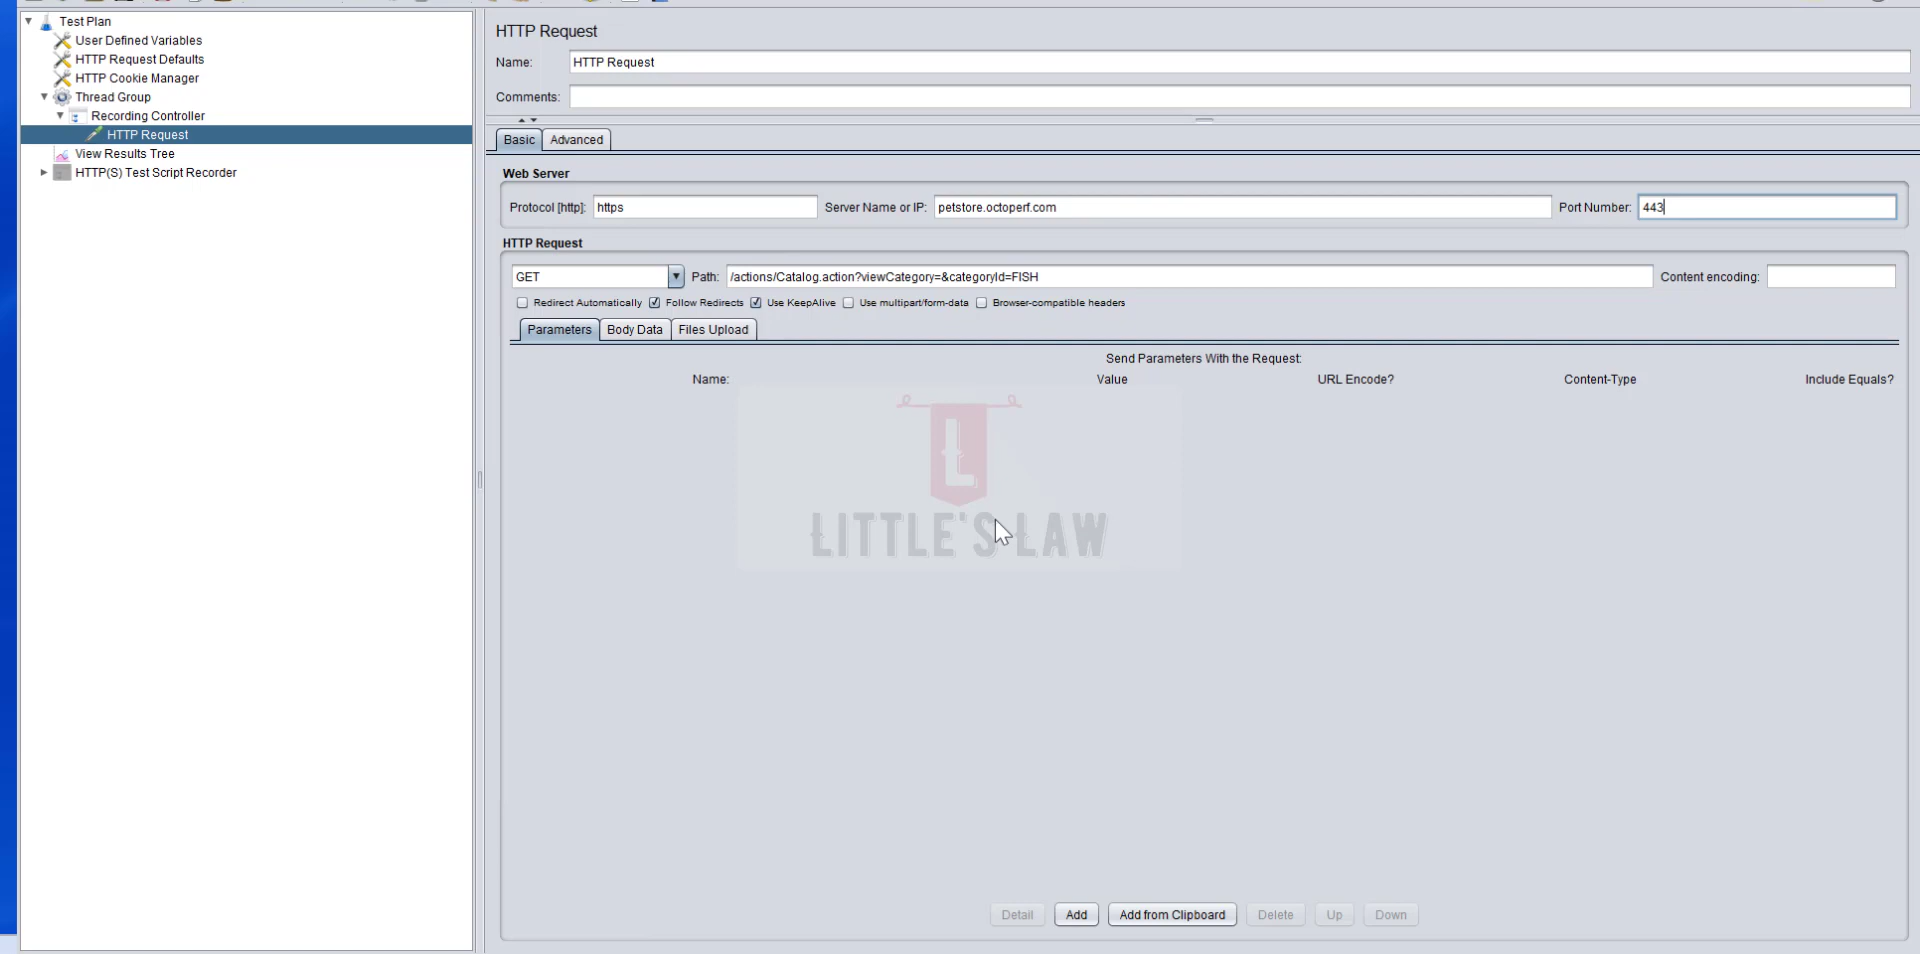 Test Plan
User Defined Variables
HTTP Request Defaults
HTTP Cookie Manager
Thread Group
Recording Controller
HTTP Request
View Results Tree
HTTP(S) Test Script Recorder
HTTP Request
Name: HTTP Request
Comments:
Basic Advanced
Web Server
Protocol [http]: https Server Name or IP: petstore.octoperf.com Port Number: 443
HTTP Request
GET Path: /actions/Catalog.action?viewCategory=&categoryId=FISH Content encoding:
Redirect Automatically Follow Redirects Use KeepAlive Use multipart/form-data Browser-compatible headers
Parameters Body Data Files Upload
Send Parameters With the Request:
Name: Value URL Encode? Content-Type Include Equals?
L
LITTLE'S LAW
Detail Add Add from Clipboard Delete Up Down